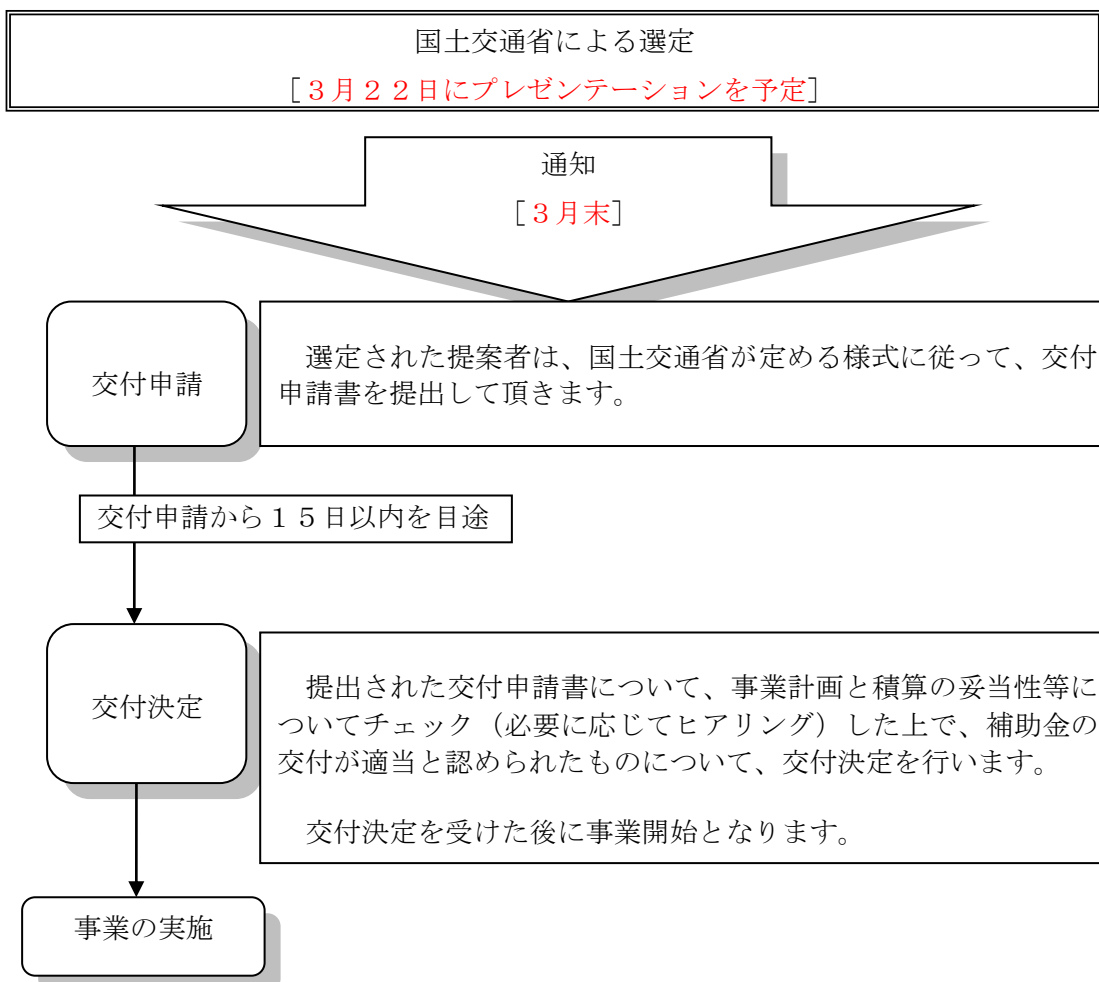 国土交通省による選定
［３月２２日にプレゼンテーションを予定］
通知
［３月末］
交付申請
選定された提案者は、国土交通省が定める様式に従って、交付
申請書を提出して頂きます。
交付申請から１５日以内を目途
交付決定
提出された交付申請書について、事業計画と積算の妥当性等に
ついてチェック（必要に応じてヒアリング）した上で、補助金の
交付が適当と認められたものについて、交付決定を行います。
交付決定を受けた後に事業開始となります。
事業の実施